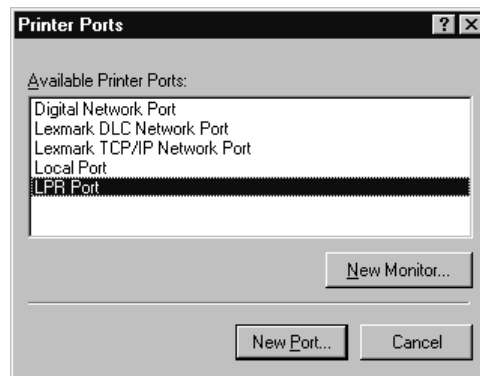 Printer Ports
Available Printer Ports:
Digital Network Port
Lexmark DLC Network Port
Lexmark TCP/IP Network Port
Local Port
LPR Port
New Monitor...
New Port...
Cancel